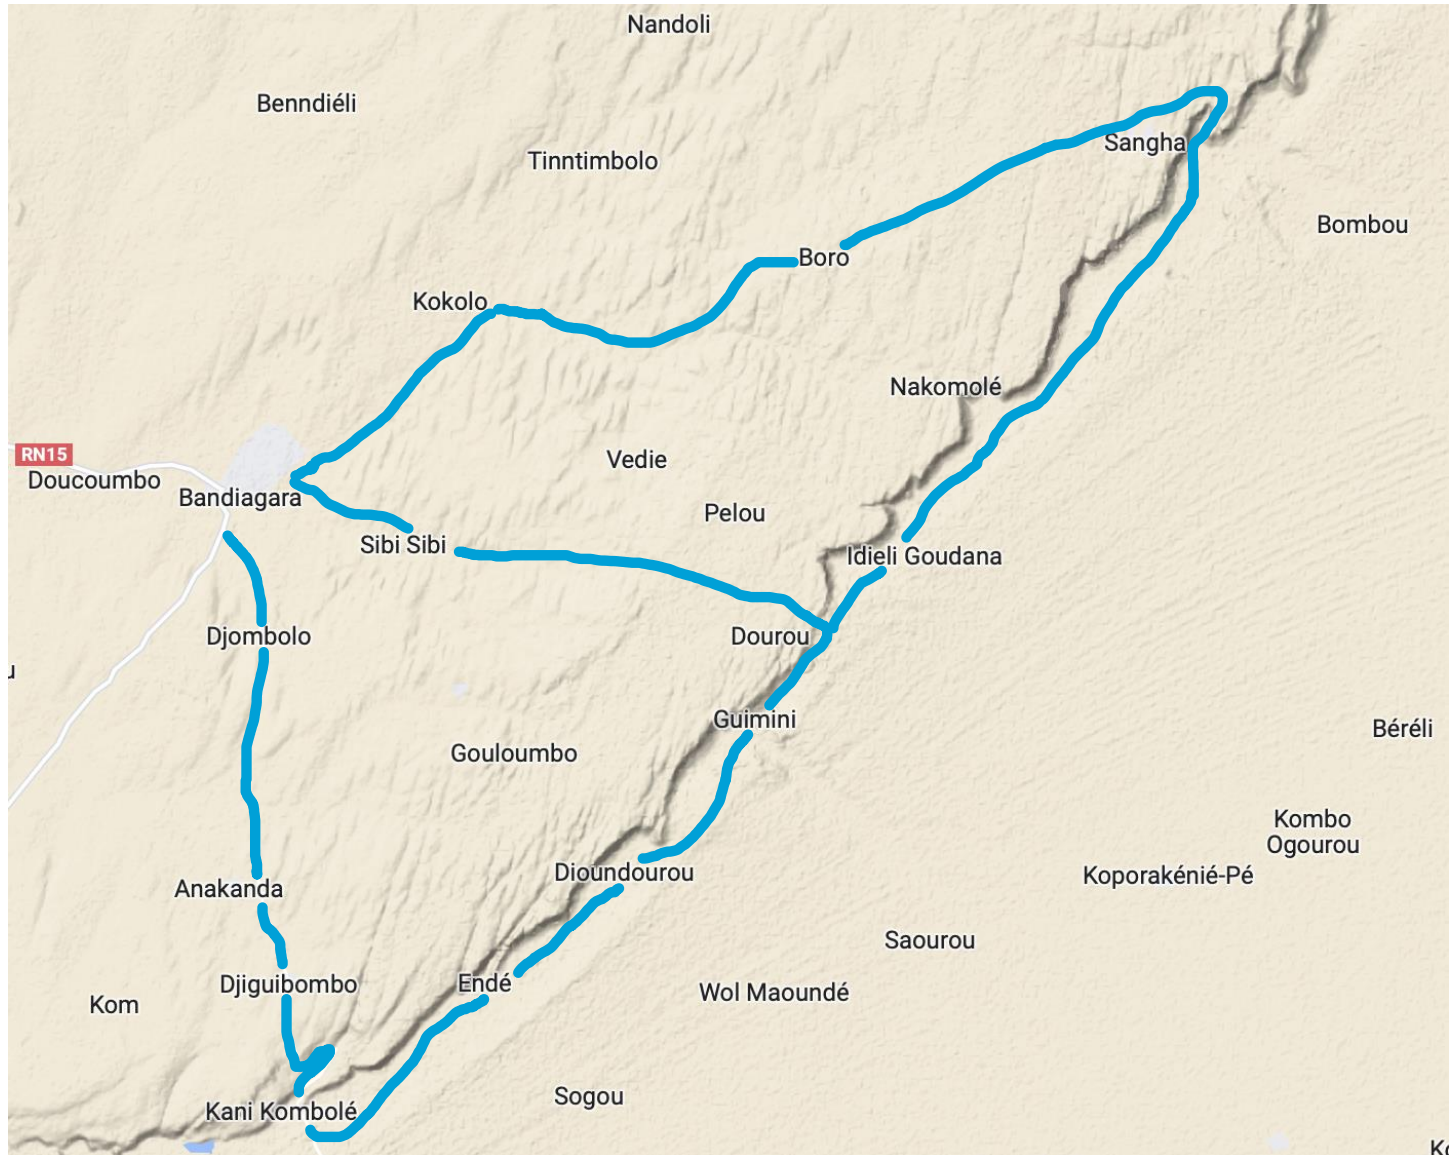 Nandoli
Benndiéli
Tinntimbolo
Sangha
Bombou
Boro
Kokolo
Nakomolé
RN15
Doucoumbo
Bandiagara
Vedie
Pelou
Sibi Sibi
Idieli Goudana
Djombolo
Dourou
Guimini
Béréli
Gouloumbo
Kombo
Ogourou
Dioundourou
Koporakénié-Pé
Anakanda
Saourou
Djiguibombo
Endé
Wol Maoundé
Kom
Sogou
Kani Kombolé